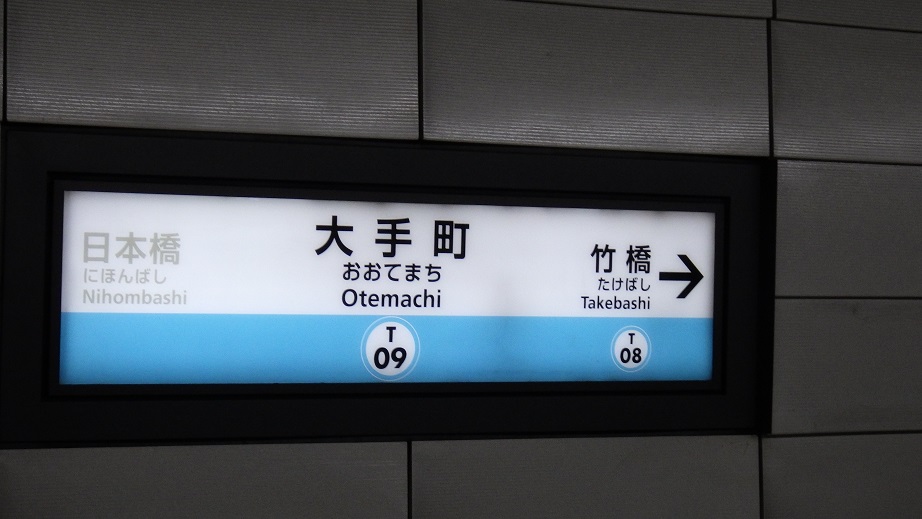 日本橋
にほんばし
Nihombashi
大手町
おおてまち
Otemachi
T
09
竹橋
たけばし
Takebashi
→
T
08